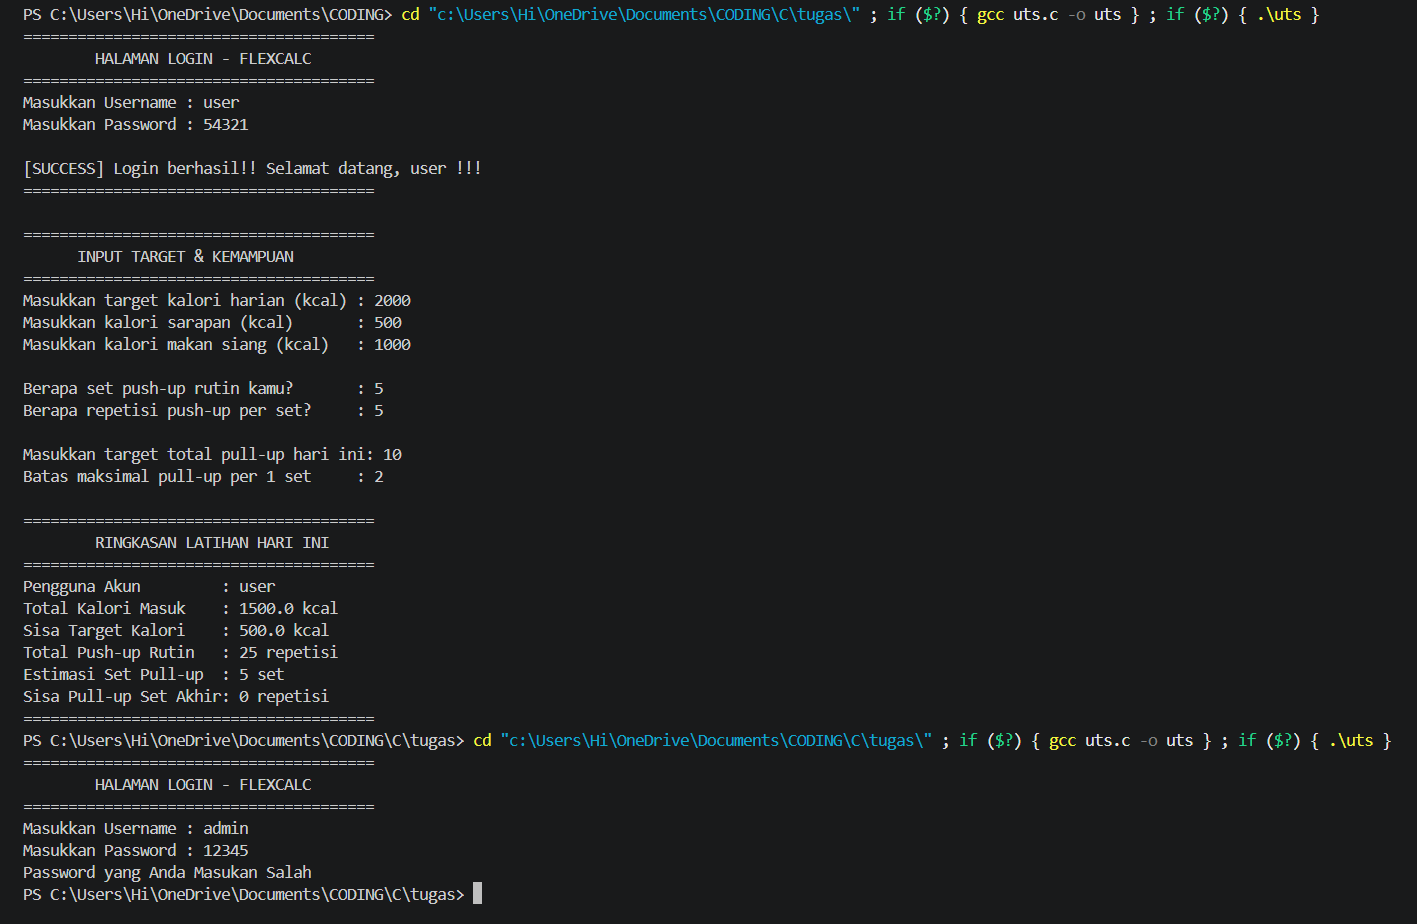 PS C:\Users\Hi\OneDrive\Documents\CODING> cd "c:\Users\Hi\OneDrive\Documents\CODING\C\tugas\" ; if ($?) { gcc uts.c -o uts } ; if ($?) { .\uts }
=======================================
        HALAMAN LOGIN - FLEXCALC
=======================================
Masukkan Username : user
Masukkan Password : 54321

[SUCCESS] Login berhasil!! Selamat datang, user !!!
=======================================

=======================================
      INPUT TARGET & KEMAMPUAN
=======================================
Masukkan target kalori harian (kcal) : 2000
Masukkan kalori sarapan (kcal)       : 500
Masukkan kalori makan siang (kcal)   : 1000

Berapa set push-up rutin kamu?       : 5
Berapa repetisi push-up per set?     : 5

Masukkan target total pull-up hari ini: 10
Batas maksimal pull-up per 1 set     : 2

=======================================
        RINGKASAN LATIHAN HARI INI
=======================================
Pengguna Akun         : user
Total Kalori Masuk    : 1500.0 kcal
Sisa Target Kalori    : 500.0 kcal
Total Push-up Rutin   : 25 repetisi
Estimasi Set Pull-up  : 5 set
Sisa Pull-up Set Akhir: 0 repetisi
=======================================
PS C:\Users\Hi\OneDrive\Documents\CODING\C\tugas> cd "c:\Users\Hi\OneDrive\Documents\CODING\C\tugas\" ; if ($?) { gcc uts.c -o uts } ; if ($?) { .\uts }
=======================================
        HALAMAN LOGIN - FLEXCALC
=======================================
Masukkan Username : admin
Masukkan Password : 12345
Password yang Anda Masukan Salah
PS C:\Users\Hi\OneDrive\Documents\CODING\C\tugas>